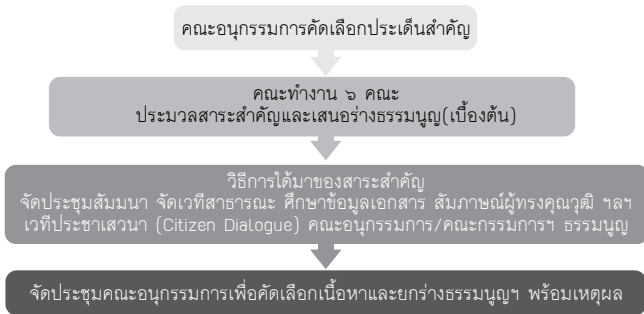 คณะอนุกรรมการคัดเลือกประเด็นสำคัญ
คณะทำงาน ๖ คณะ
ประมวลสาระสำคัญและเสนอร่างธรรมนูญ(เบื้องต้น)
วิธีการได้มาของสาระสำคัญ
จัดประชุมสัมมนา จัดเวทีสาธารณะ ศึกษาข้อมูลเอกสาร สัมภาษณ์ผู้ทรงคุณวุฒิ ฯลฯ
เวทีประชาเสวนา (Citizen Dialogue) คณะอนุกรรมการ/คณะกรรมการฯ ธรรมนูญ
จัดประชุมคณะอนุกรรมการเพื่อคัดเลือกเนื้อหาและยกร่างธรรมนูญฯ พร้อมเหตุผล